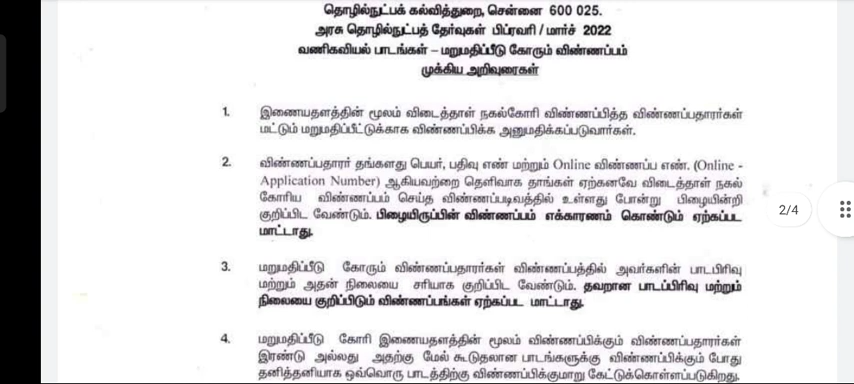 தொழில்நுட்பக் கல்வித்துறை, சென்னை 600 025.
அரசு தொழில்நுட்பத் தேர்வுகள் பிப்ரவரி / மார்ச் 2022
வணிகவியல் பாடங்கள் – மறுமதிப்பீடு கோரும் விண்ணப்பம்
முக்கிய அறிவுரைகள்
1. இணையதளத்தின் மூலம் விடைத்தாள் நகல்கோரி விண்ணப்பித்த விண்ணப்பதாரர்கள்
மட்டும் மறுமதிப்பீட்டுக்காக விண்ணப்பிக்க அனுமதிக்கப்படுவார்கள்.
2. விண்ணப்பதாரர் தங்களது பெயர், பதிவு எண் மற்றும் Online விண்ணப்ப எண். (Online -
Application Number) ஆகியவற்றை தெளிவாக தாங்கள் ஏற்கனவே விடைத்தாள் நகல்
கோரிய விண்ணப்பம் செய்த விண்ணப்படிவத்தில் உள்ளது போன்று பிழையின்றி
குறிப்பிட வேண்டும். பிழையிருப்பின் விண்ணப்பம் எக்காரணம் கொண்டும் ஏற்கப்பட
மாட்டாது.
3. மறுமதிப்பீடு கோரும் விண்ணப்பதாரர்கள் விண்ணப்பத்தில் அவர்களின் பாடபிரிவு
மற்றும் அதன் நிலையை சரியாக குறிப்பிட வேண்டும். தவறான பாடப்பிரிவு மற்றும்
நிலையை குறிப்பிடும் விண்ணப்பங்கள் ஏற்கப்பட மாட்டாது.
4. மறுமதிப்பீடு கோரி இணையதளத்தின் மூலம் விண்ணப்பிக்கும் விண்ணப்பதாரர்கள்
இரண்டு அல்லது அதற்கு மேல் கூடுதலான பாடங்களுக்கு விண்ணப்பிக்கும் போது
தனித்தனியாக ஒவ்வொரு பாடத்திற்கு விண்ணப்பிக்குமாறு கேட்டுக்கொள்ளப்படுகிறது.
2/4